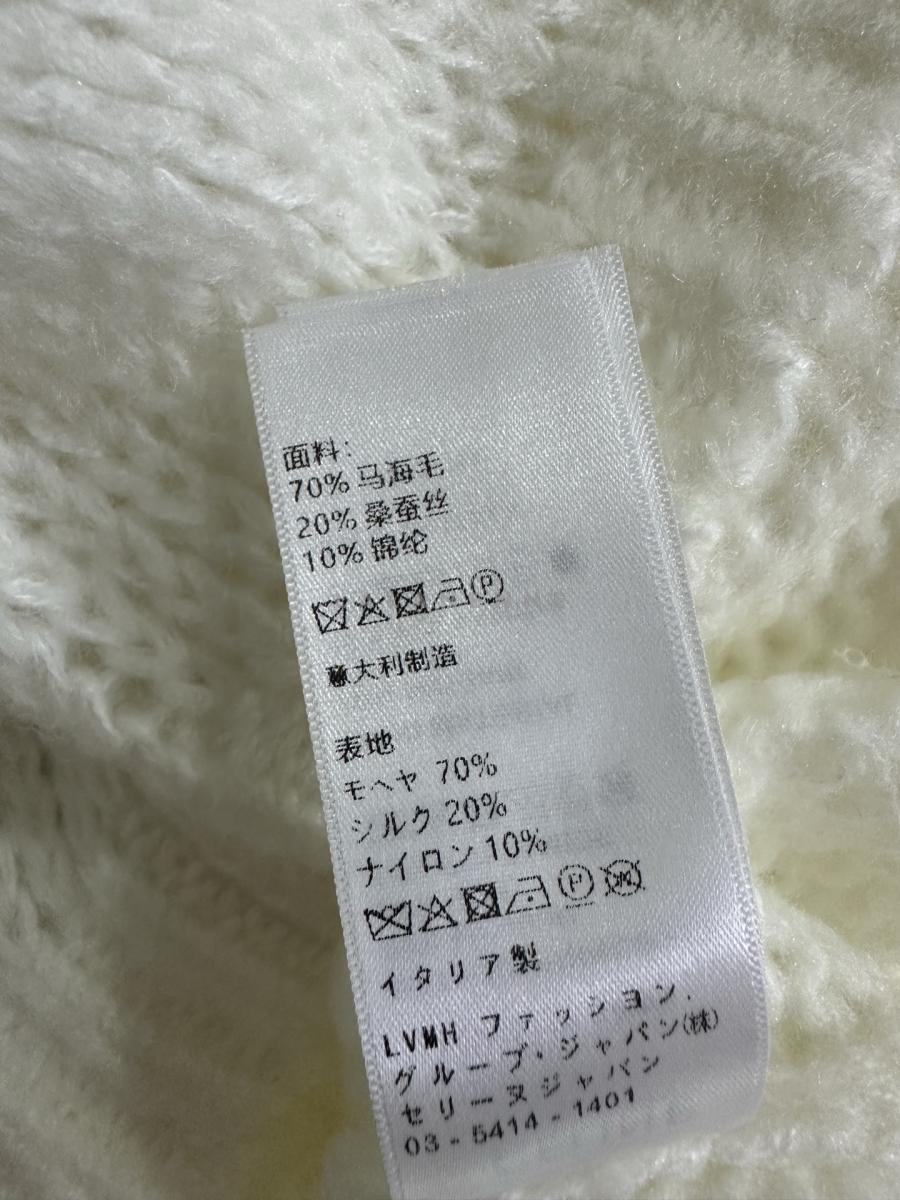 面料:
70% 马海毛
20% 桑蚕丝
10% 锦纶
P
意大利制造
表地
モヘヤ 70%
シルク 20%
ナイロン 10%
P W
イタリア製
LVMH ファッション.
グループ・ジャパン(株)
セリーヌジャパン
03-5414-1401